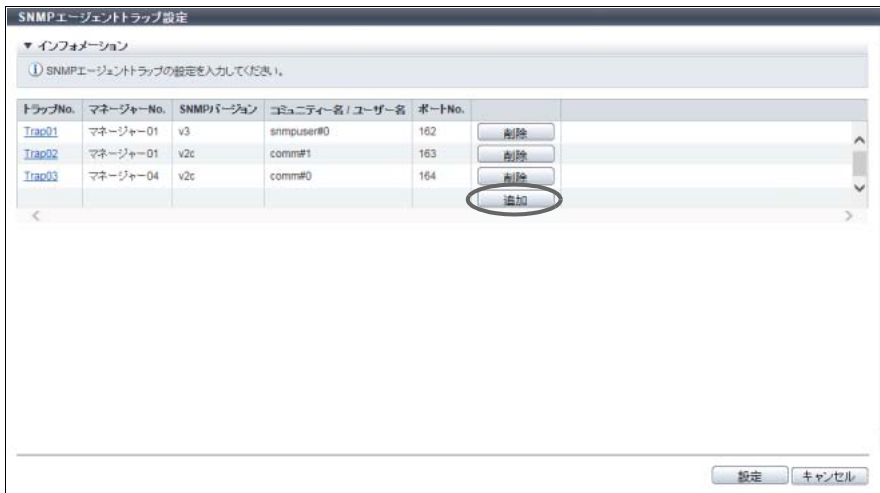 SNMPエージェントトラップ設定
▼ インフォメーション
SNMPエージェントトラップの設定を入力してください。
トラップNo. マネージャーNo. SNMPバージョン コミュニティー名 / ユーザー名 ポートNo.
Trap01 マネージャー01 v3 snmpuser#0 162 削除
Trap02 マネージャー01 v2c comm#1 163 削除
Trap03 マネージャー04 v2c comm#0 164 削除
追加
設定 キャンセル